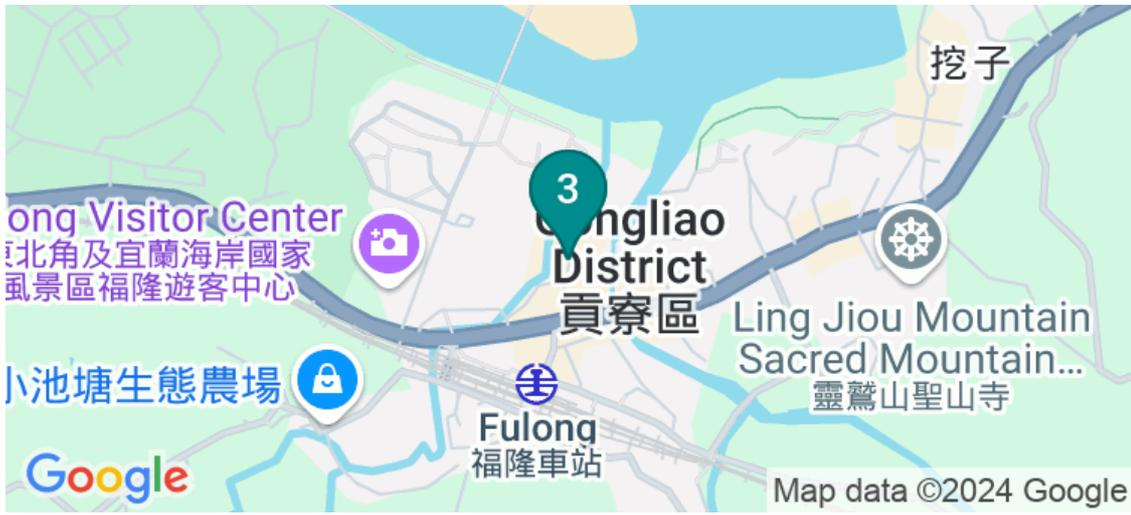 挖子
3
Gongliao
District
貢寮區
ong Visitor Center
東北角及宜蘭海岸國家
風景區福隆遊客中心
Ling Jiou Mountain
Sacred Mountain...
靈鷲山聖山寺
小池塘生態農場
Fulong
福隆車站
Google
Map data ©2024 Google